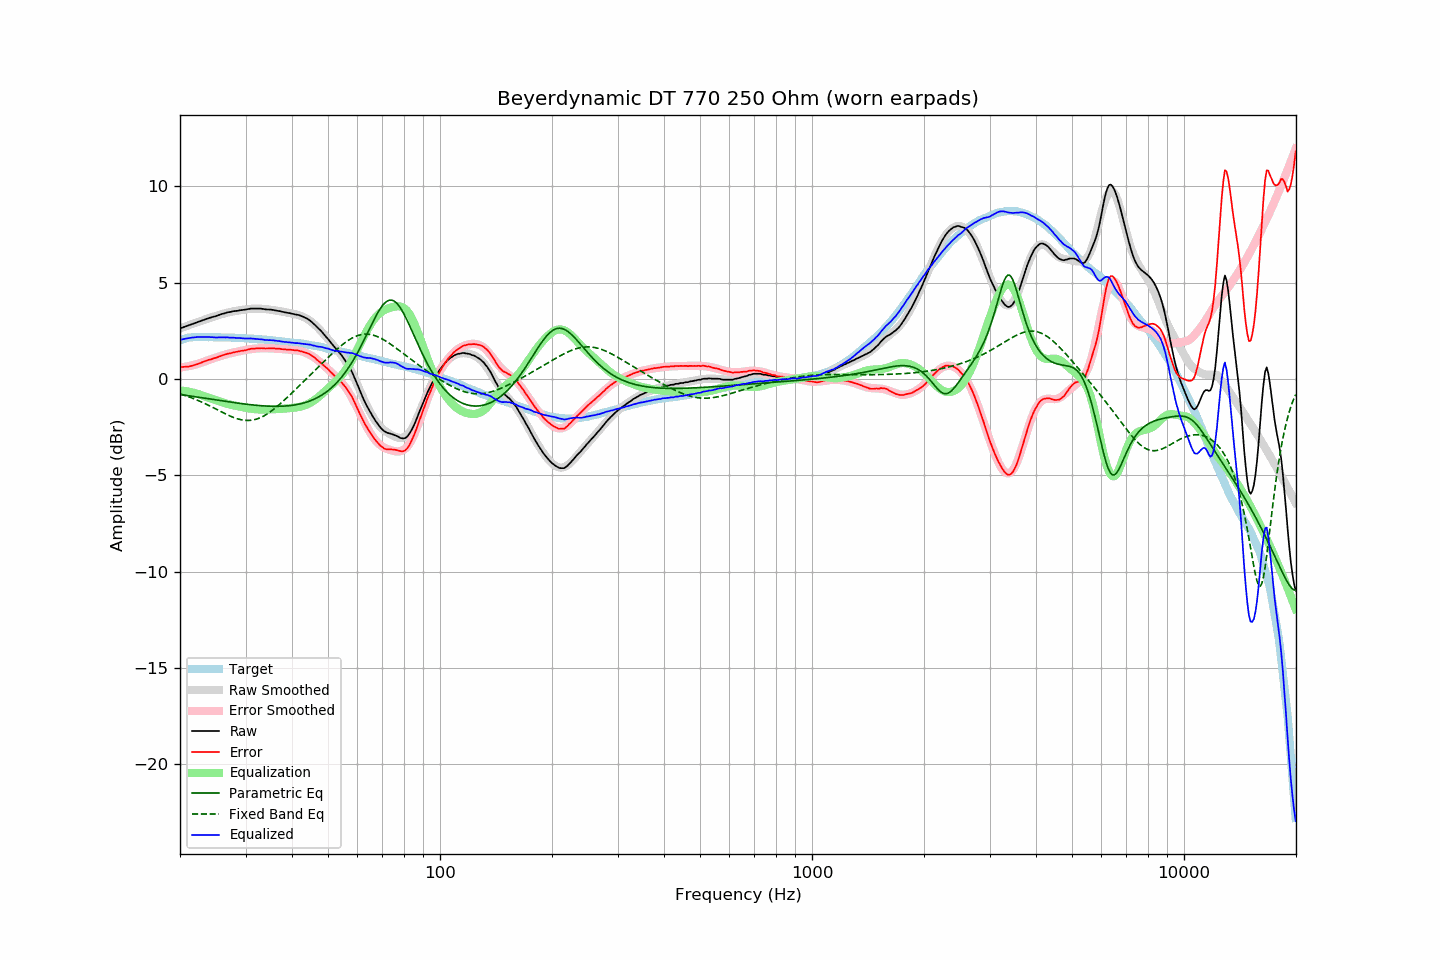 Beyerdynamic DT 770 250 Ohm (worn earpads)
10
5
0
−5
−10
−15
−20
Amplitude (dBr)
Target
Raw Smoothed
Error Smoothed
Raw
Error
Equalization
Parametric Eq
Fixed Band Eq
Equalized
100
1000
10000
Frequency (Hz)